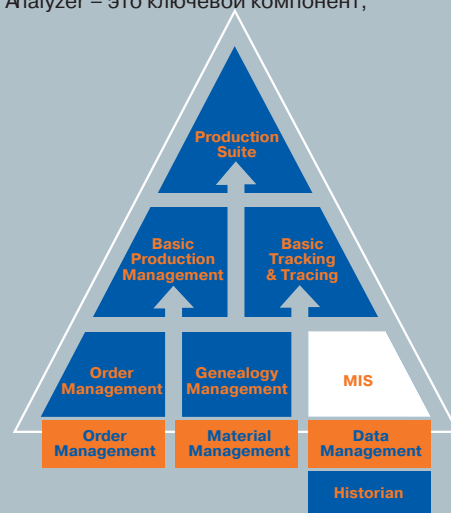 Analyzer – это ключевой компонент,
Production
Suite
Basic
Production
Management
Basic
Tracking
& Tracing
Order
Management
Genealogy
Management
MIS
Order
Management
Material
Management
Data
Management
Historian